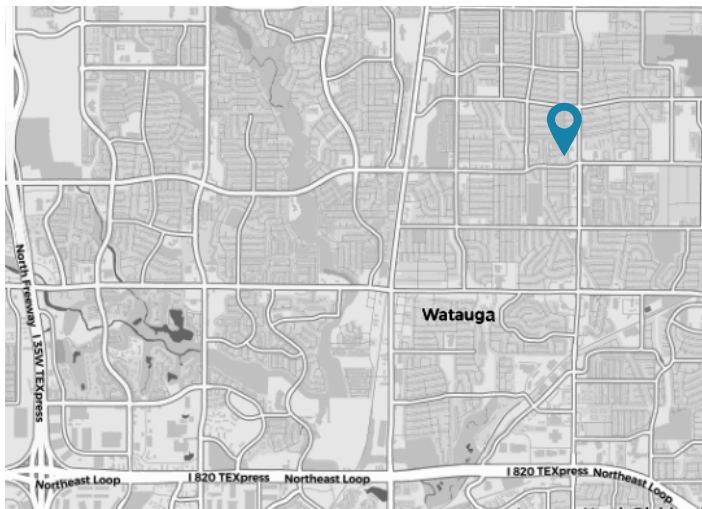 North Freeway
I 35W TEXpress
Watauga
Northeast Loop
I 820 TEXpress
Northeast Loop
I 820 TEXpress
Northeast Loop